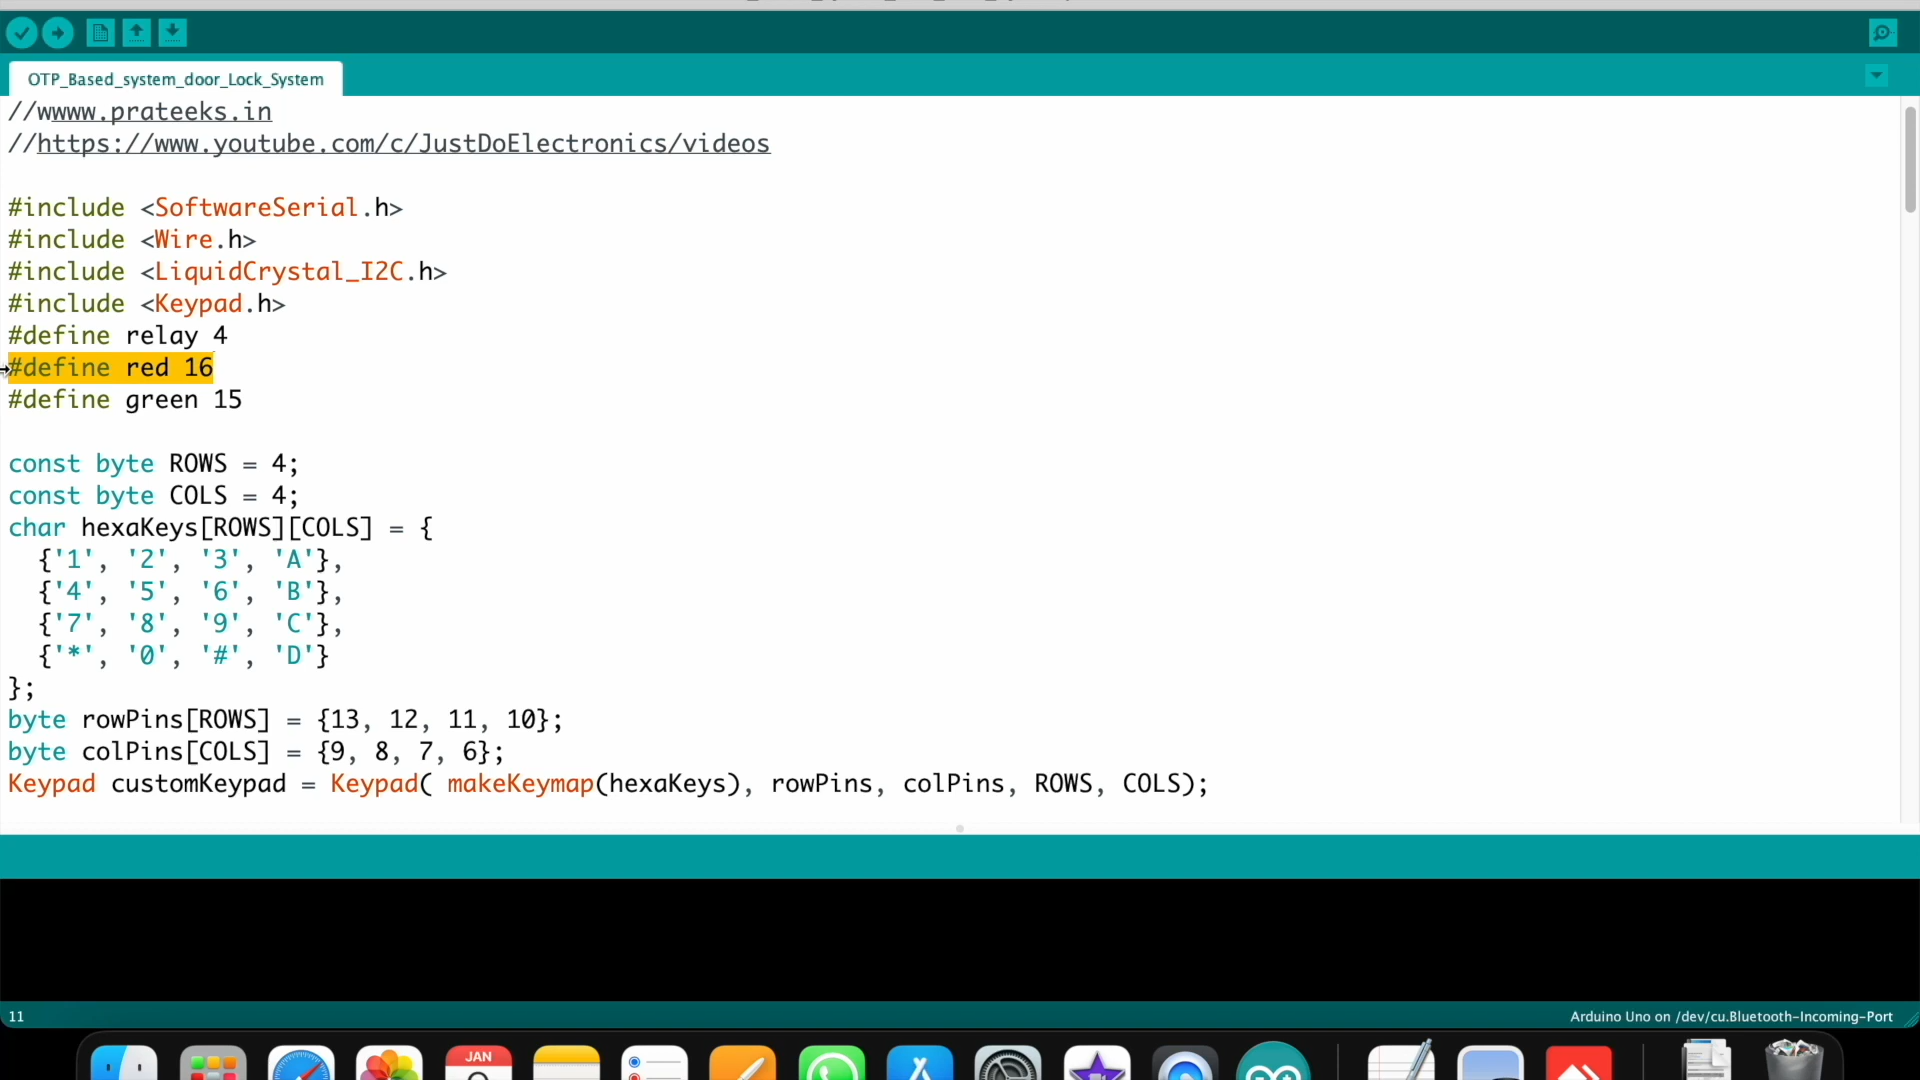 OTP_Based_system_door_Lock_System
//wwww.prateeks.in
//https://www.youtube.com/c/JustDoElectronics/videos
#include <SoftwareSerial.h>
#include <Wire.h>
#include <LiquidCrystal_I2C.h>
#include <Keypad.h>
#define relay 4
#define red 16
#define green 15
const byte ROWS = 4;
const byte COLS = 4;
char hexaKeys[ROWS][COLS] = {
{'1', '2', '3', 'A'},
{'4', '5', '6', 'B'},
{'7', '8', '9', 'C'},
{'*', '0', '#', 'D'}
};
byte rowPins[ROWS] = {13, 12, 11, 10};
byte colPins[COLS] = {9, 8, 7, 6};
Keypad customKeypad = Keypad( makeKeymap(hexaKeys), rowPins, colPins, ROWS, COLS);
11
Arduino Uno on /dev/cu.Bluetooth-Incoming-Port
JAN